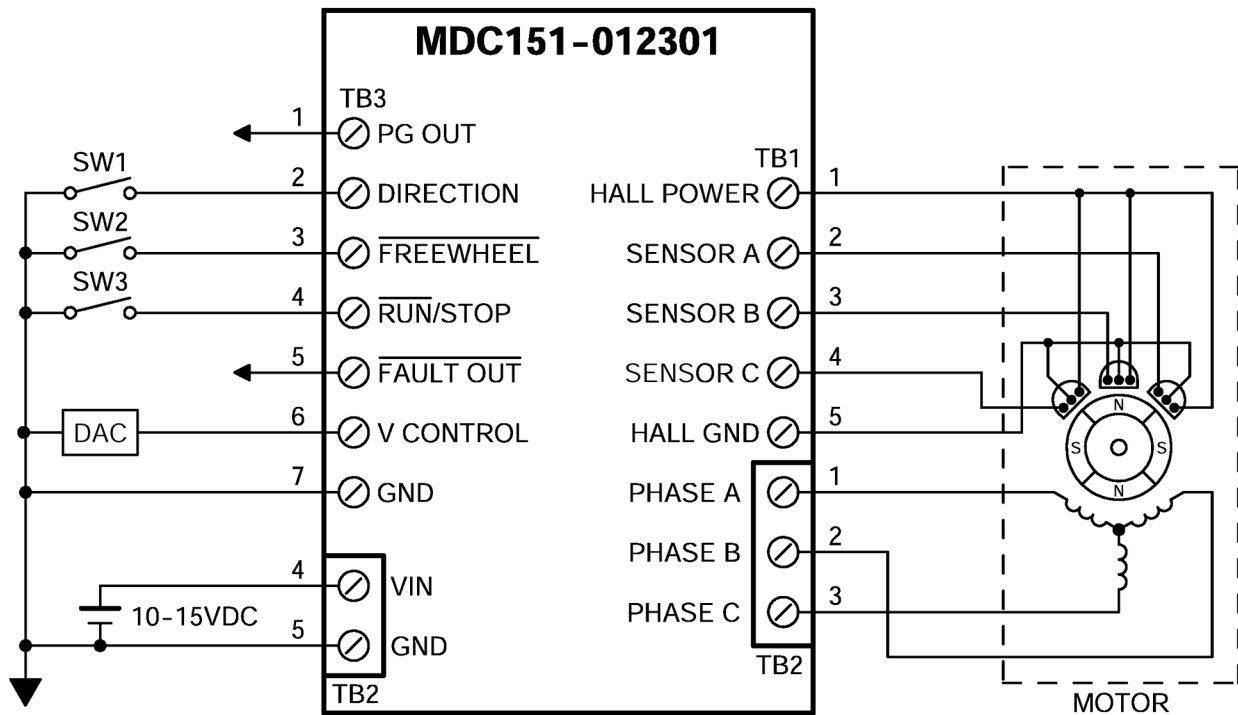 MDC151-012301
TB3
1 PG OUT
SW1
2 DIRECTION
SW2
3 FREEWHEEL
SW3
4 RUN/STOP
5 FAULT OUT
DAC 6 V CONTROL
7 GND
4 VIN
10-15VDC
5 GND
TB2
TB1
HALL POWER 1
SENSOR A 2
SENSOR B 3
SENSOR C 4
HALL GND 5
PHASE A 1
PHASE B 2
PHASE C 3
TB2
N
S S
N
MOTOR